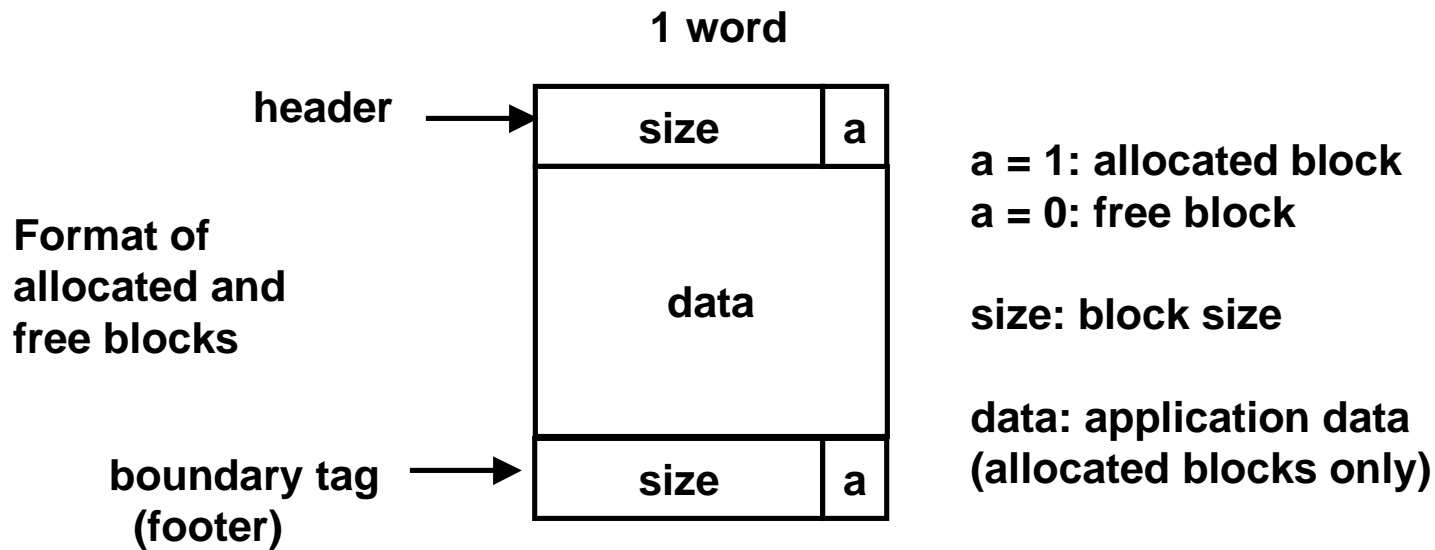 1 word
header
size a
a = 1: allocated block
a = 0: free block
Format of
allocated and
free blocks
data
size: block size
data: application data
(allocated blocks only)
boundary tag
(footer)
size a